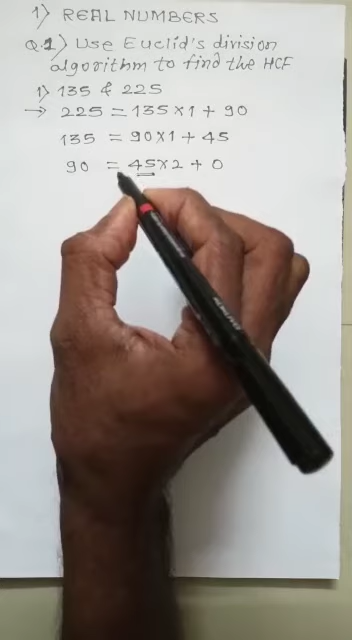 1) REAL NUMBERS
Q.1) Use Euclid's division
algorithm to find the HCF
1) 135 & 225
→ 225 = 135 × 1 + 90
135 = 90 × 1 + 45
90 = 45 × 2 + 0